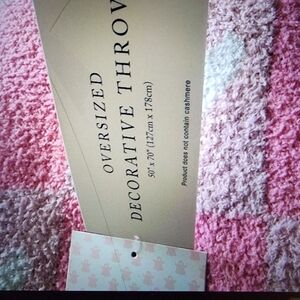 OVERSIZED
DECORATIVE THROW
50" x 70" (127cm x 178cm)
Product does not contain cashmere